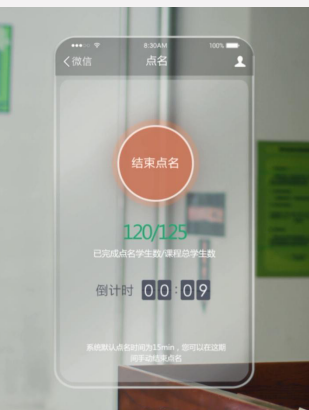 8:30AM 100%
微信 点名
结束点名
120/125
已完成点名学生数/课程总学生数
倒计时 00:09
系统默认点名时间为15min，您可以在这期
间手动结束点名